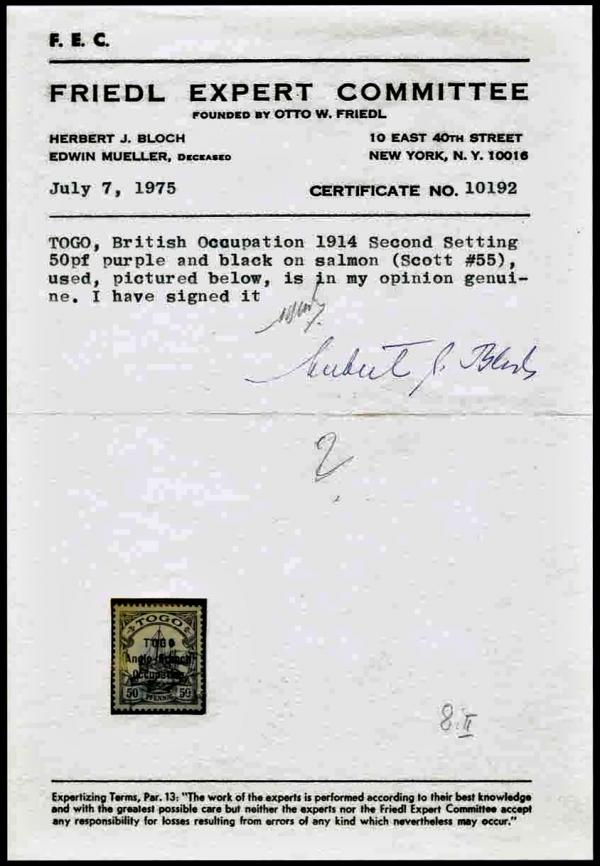 F. E. C.
FRIEDL EXPERT COMMITTEE
FOUNDED BY OTTO W. FRIEDL
HERBERT J. BLOCH
EDWIN MUELLER, DECEASED
10 EAST 40TH STREET
NEW YORK, N. Y. 10016
July 7, 1975
CERTIFICATE NO. 10192
TOGO, British Occupation 1914 Second Setting
50pf purple and black on salmon (Scott #55),
used, pictured below, is in my opinion genui-
ne. I have signed it
Herbert J. Bloch
2
TOGO
TOGO
Anglo-French
Occupation
50 PFENNIG 50
8 II
Expertizing Terms, Par. 13: "The work of the experts is performed according to their best knowledge
and with the greatest possible care but neither the experts nor the Friedl Expert Committee accept
any responsibility for losses resulting from errors of any kind which nevertheless may occur."